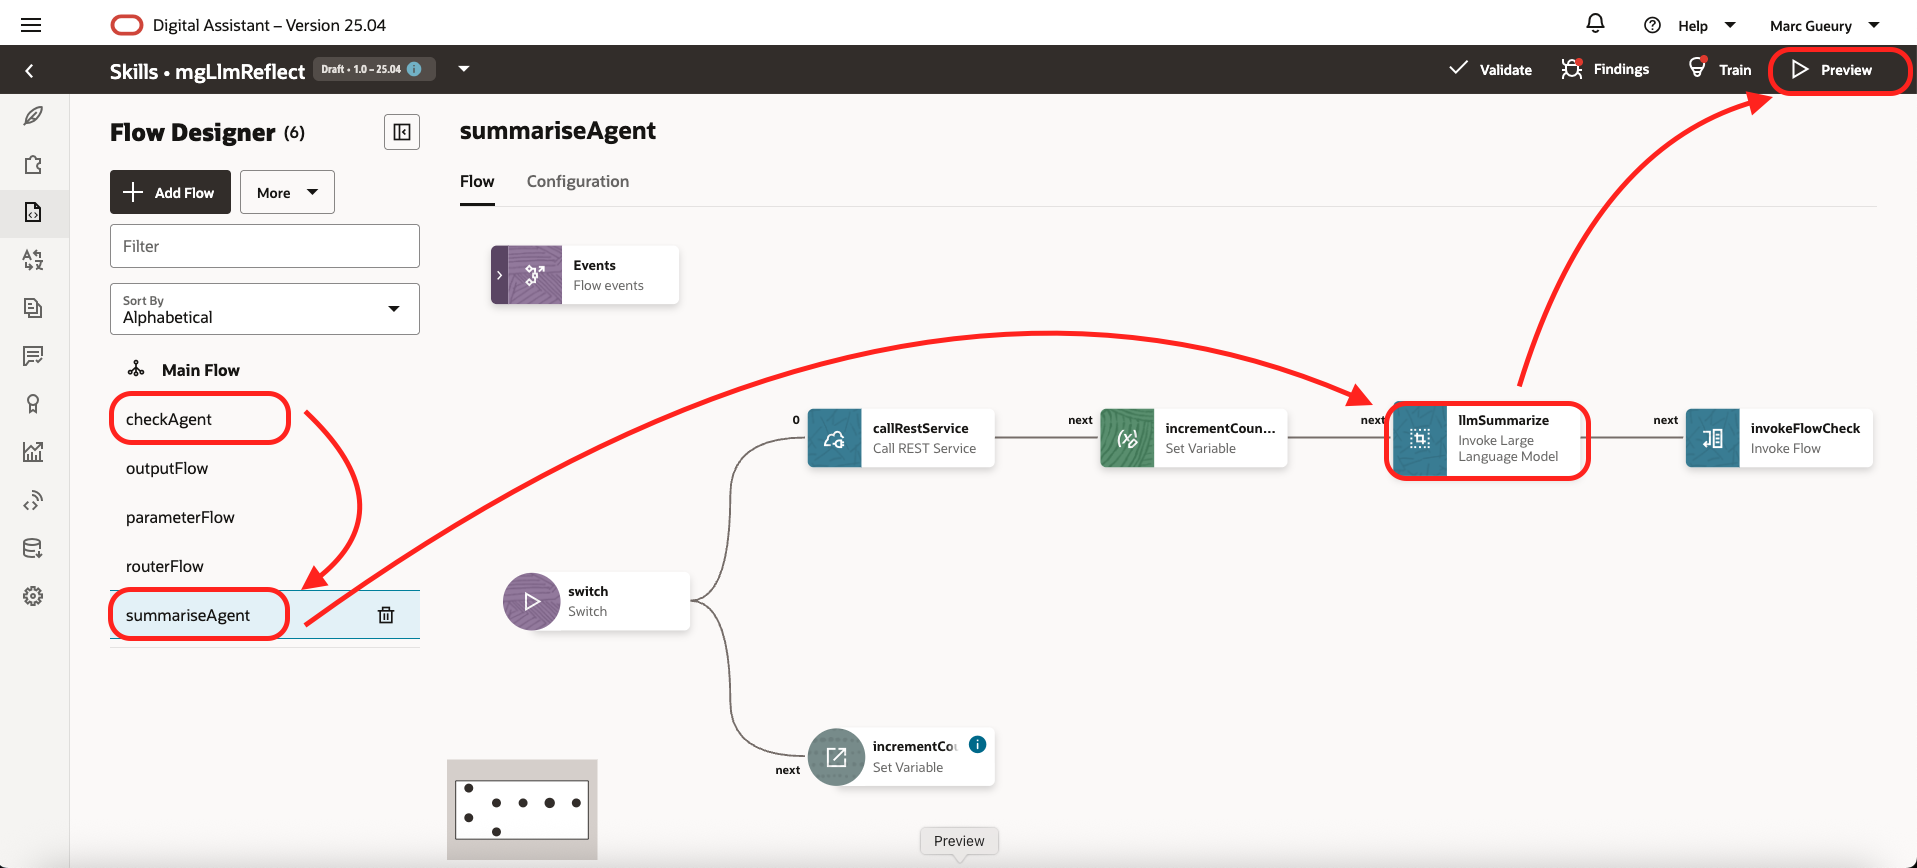 Digital Assistant – Version 25.04
Help
Marc Gueury
Skills • mgLlmReflect
Draft • 1.0 – 25.04
Validate
Findings
Train
Preview
Flow Designer (6)
Add Flow
More
Filter
Sort By
Alphabetical
Main Flow
checkAgent
outputFlow
parameterFlow
routerFlow
summariseAgent
summariseAgent
Flow
Configuration
Events
Flow events
0
callRestService
Call REST Service
next
incrementCoun...
Set Variable
next
llmSummarize
Invoke Large
Language Model
next
invokeFlowCheck
Invoke Flow
switch
Switch
next
incrementCou
Set Variable
Preview